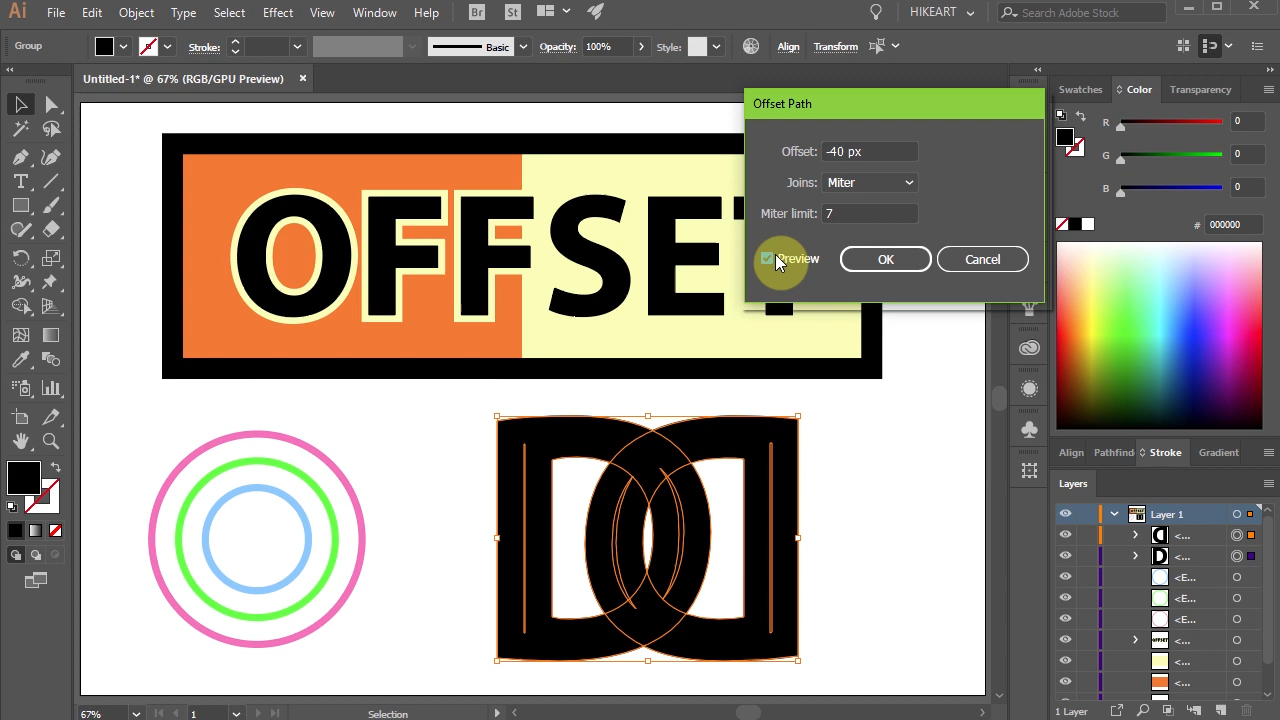 Ai File Edit Object Type Select Effect View Window Help Br St HIKEART Search Adobe Stock
Group Stroke: Basic Opacity: 100% Style: Align Transform
Untitled-1* @ 67% (RGB/GPU Preview)
Offset Path
Offset: -40 px
Joins: Miter
Miter limit: 7
Preview OK Cancel
OFFSET
Swatches Color Transparency
R 0
G 0
B 0
# 000000
Align Pathfind Stroke Gradient
Layers
Layer 1
<...
<...
<E...
<E...
<E...
<...
<...
<...
1 Layer
67% 1 Selection